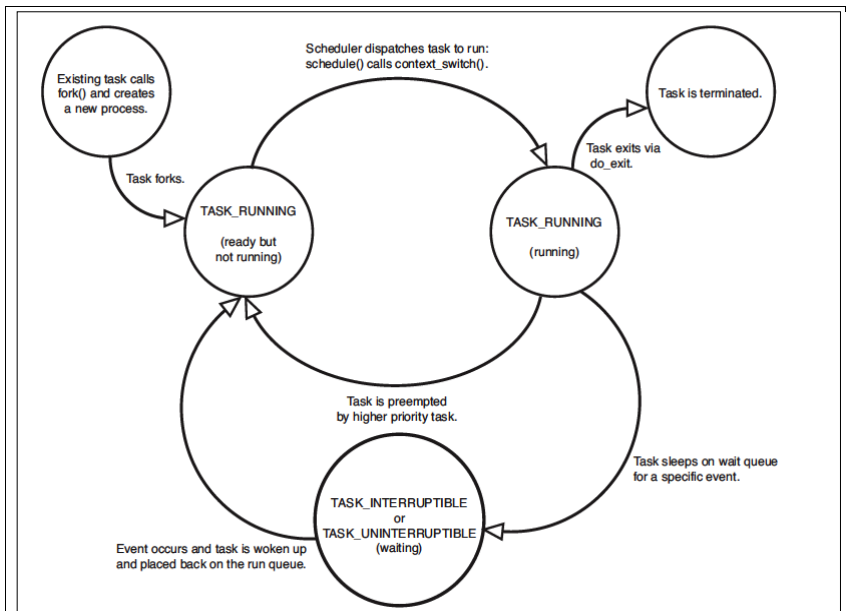 Scheduler dispatches task to run:
schedule() calls context_switch().
Existing task calls
fork() and creates
a new process.
Task is terminated.
Task exits via
do_exit.
Task forks.
TASK_RUNNING
(ready but
not running)
TASK_RUNNING
(running)
Task is preempted
by higher priority task.
Task sleeps on wait queue
for a specific event.
TASK_INTERRUPTIBLE
or
TASK_UNINTERRUPTIBLE
(waiting)
Event occurs and task is woken up
and placed back on the run queue.